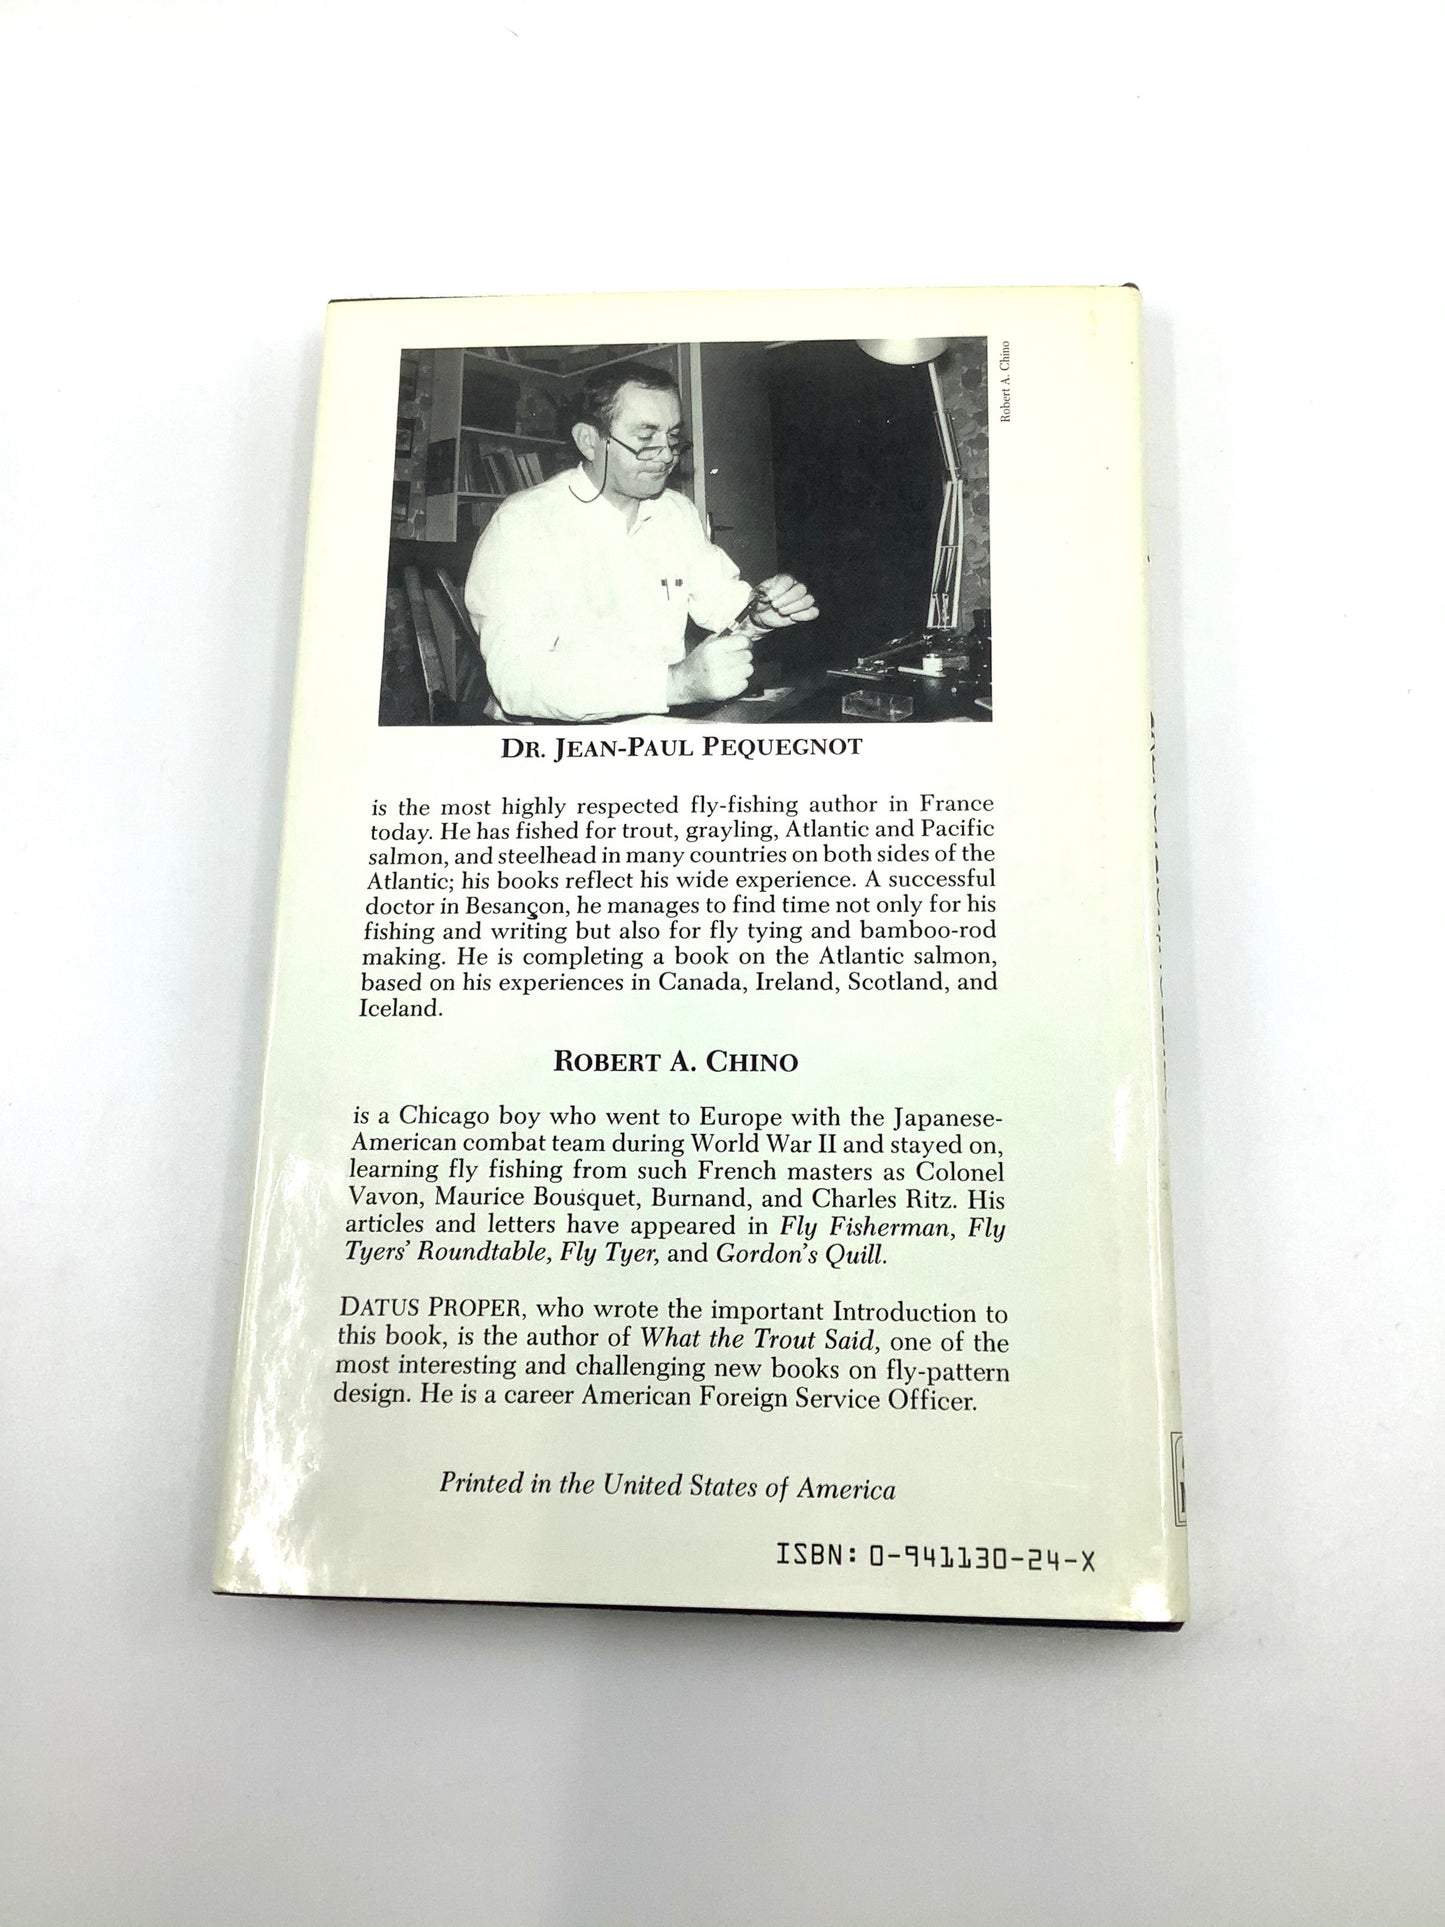 Robert A. Chino
DR. JEAN-PAUL PEQUEGNOT
is the most highly respected fly-fishing author in France
today. He has fished for trout, grayling, Atlantic and Pacific
salmon, and steelhead in many countries on both sides of the
Atlantic; his books reflect his wide experience. A successful
doctor in Besançon, he manages to find time not only for his
fishing and writing but also for fly tying and bamboo-rod
making. He is completing a book on the Atlantic salmon,
based on his experiences in Canada, Ireland, Scotland, and
Iceland.
ROBERT A. CHINO
is a Chicago boy who went to Europe with the Japanese-
American combat team during World War II and stayed on,
learning fly fishing from such French masters as Colonel
Vavon, Maurice Bousquet, Burnand, and Charles Ritz. His
articles and letters have appeared in Fly Fisherman, Fly
Tyers' Roundtable, Fly Tyer, and Gordon's Quill.
DATUS PROPER, who wrote the important Introduction to
this book, is the author of What the Trout Said, one of the
most interesting and challenging new books on fly-pattern
design. He is a career American Foreign Service Officer.
Printed in the United States of America
ISBN: 0-941130-24-X